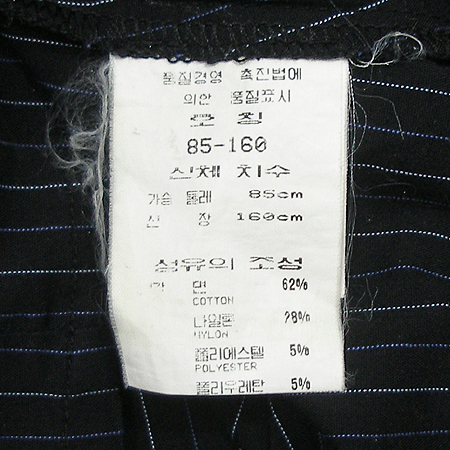 품질경영 촉진법에
의한 품질표시
호칭
85-160
신체 치수
가슴 둘레 85cm
신 장 160cm
섬유의 조성
면 62%
COTTON
나일론 28%
NYLON
폴리에스텔 5%
POLYESTER
폴리우레탄 5%